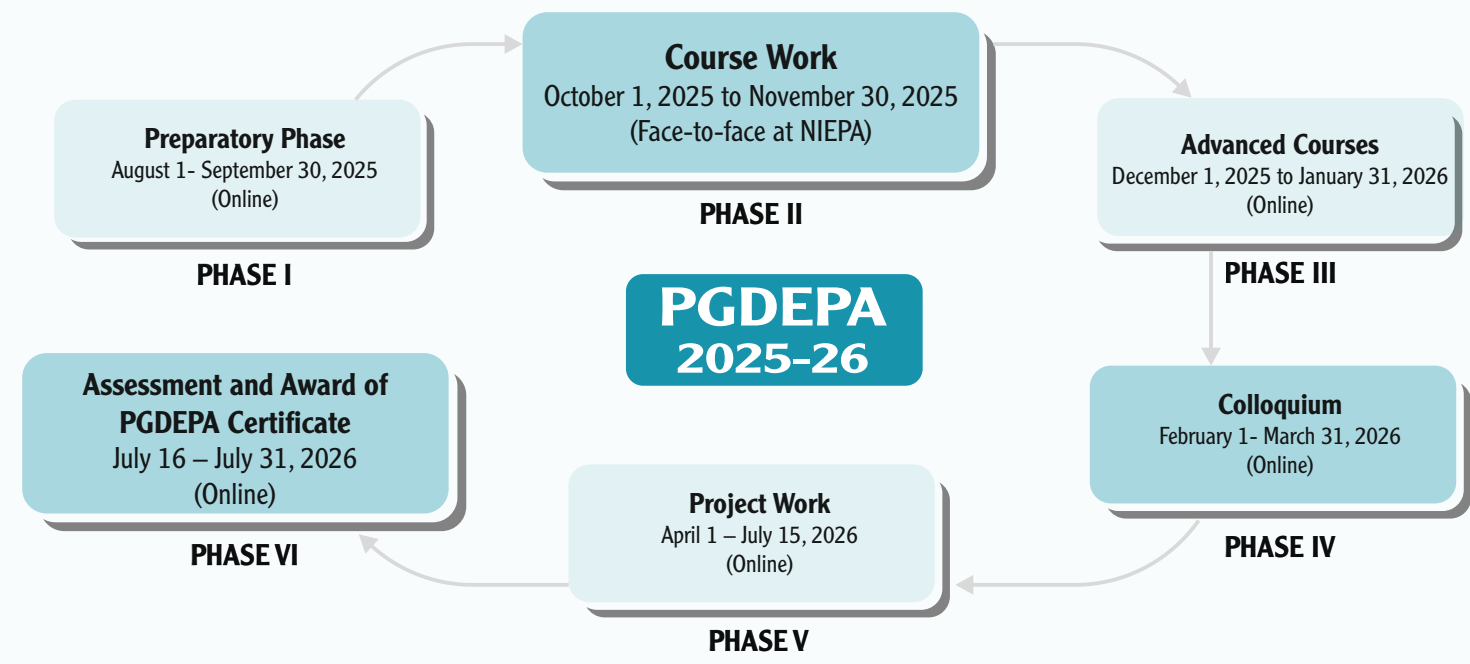 Preparatory Phase
August 1- September 30, 2025
(Online)
PHASE I
Course Work
October 1, 2025 to November 30, 2025
(Face-to-face at NIEPA)
PHASE II
Advanced Courses
December 1, 2025 to January 31, 2026
(Online)
PHASE III
PGDEPA
2025-26
Colloquium
February 1- March 31, 2026
(Online)
PHASE IV
Project Work
April 1 – July 15, 2026
(Online)
PHASE V
Assessment and Award of
PGDEPA Certificate
July 16 – July 31, 2026
(Online)
PHASE VI